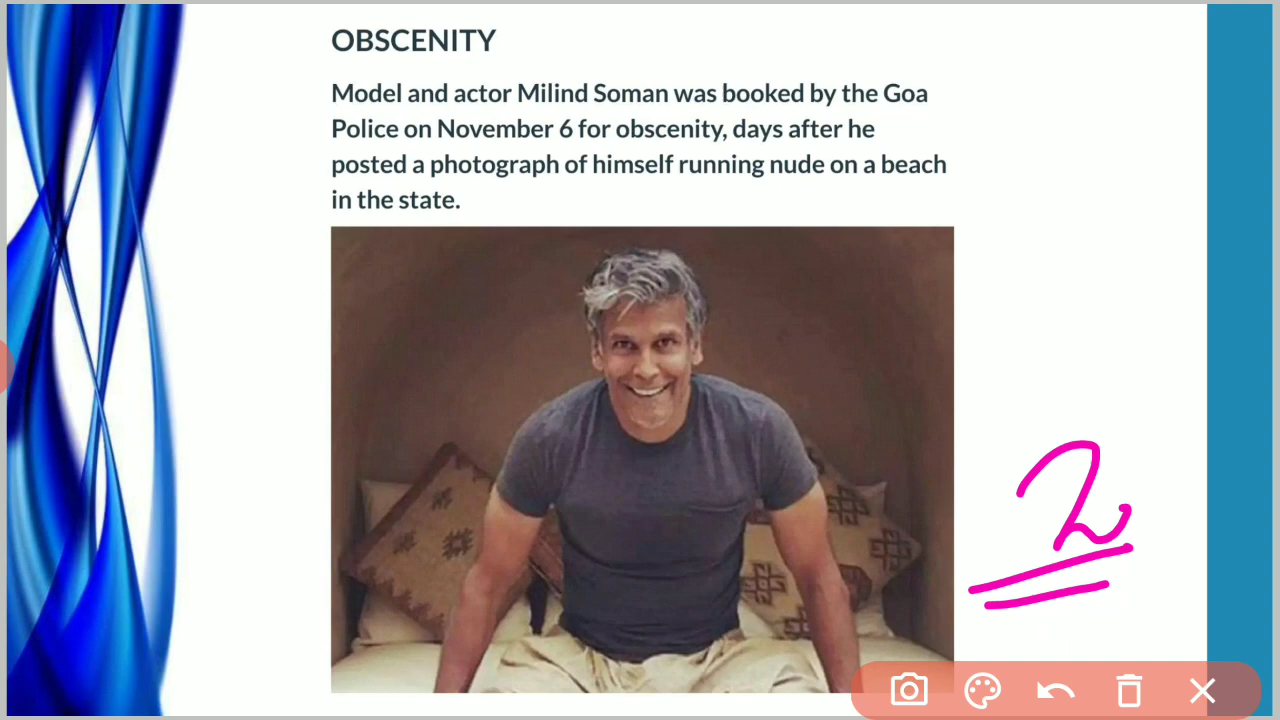 OBSCENITY
Model and actor Milind Soman was booked by the Goa
Police on November 6 for obscenity, days after he
posted a photograph of himself running nude on a beach
in the state.
2